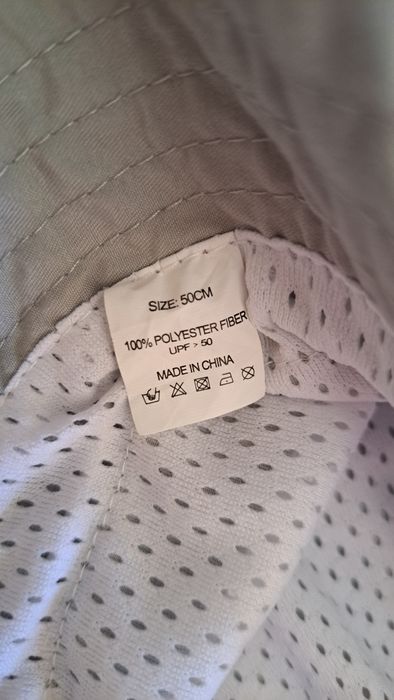 SIZE: 50CM
100% POLYESTER FIBER
UPF > 50
MADE IN CHINA